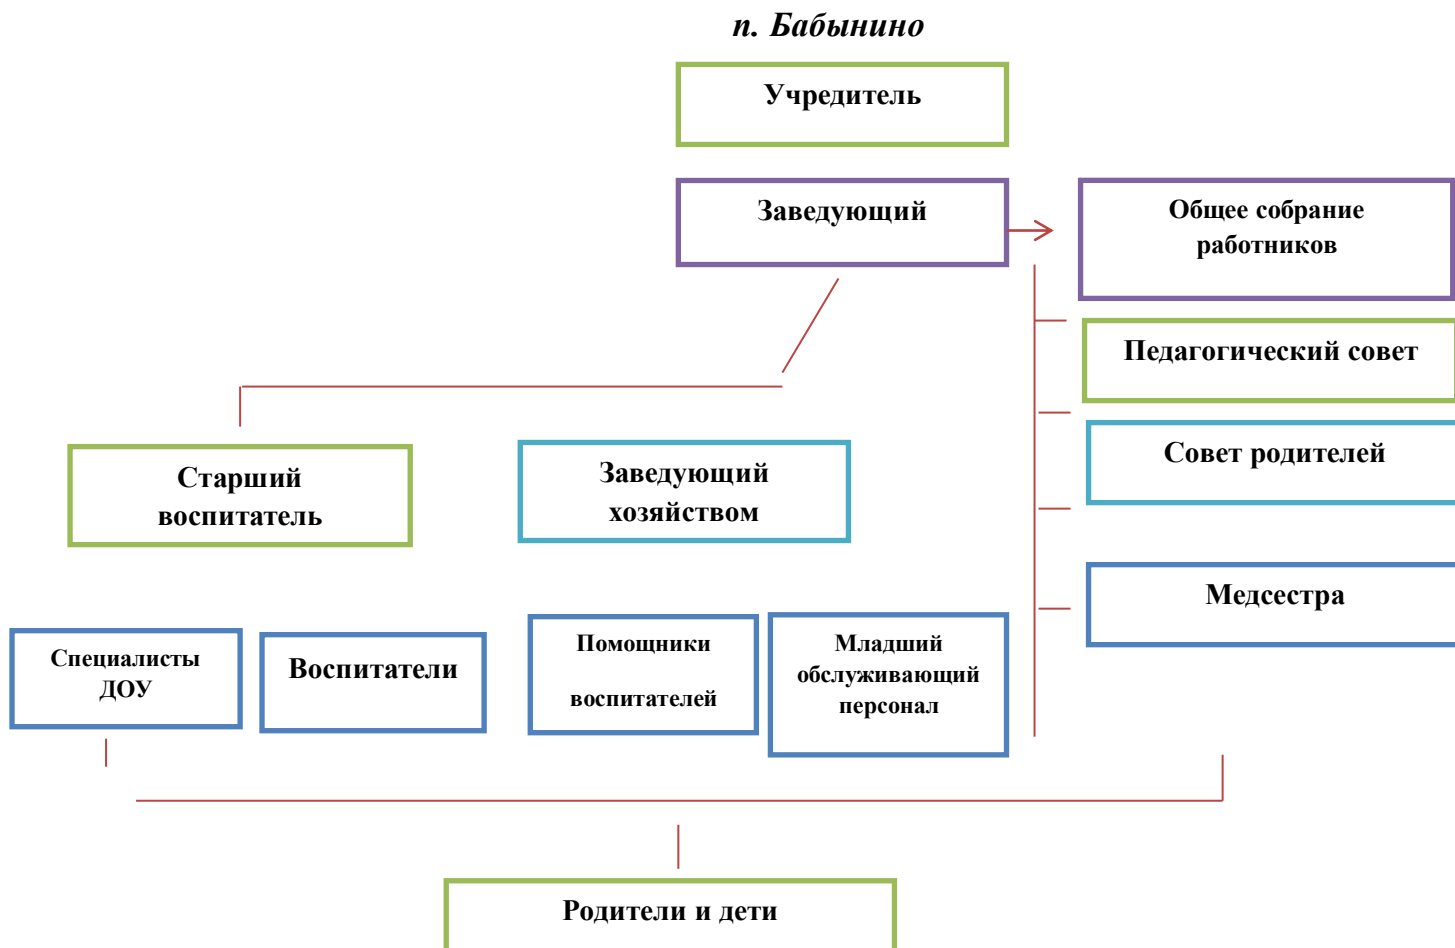 п. Бабынино
Учредитель
Заведующий
Общее собрание
работников
Педагогический совет
Совет родителей
Медсестра
Старший
воспитатель
Заведующий
хозяйством
Специалисты
ДОУ
Воспитатели
Помощники
воспитателей
Младший
обслуживающий
персонал
Родители и дети